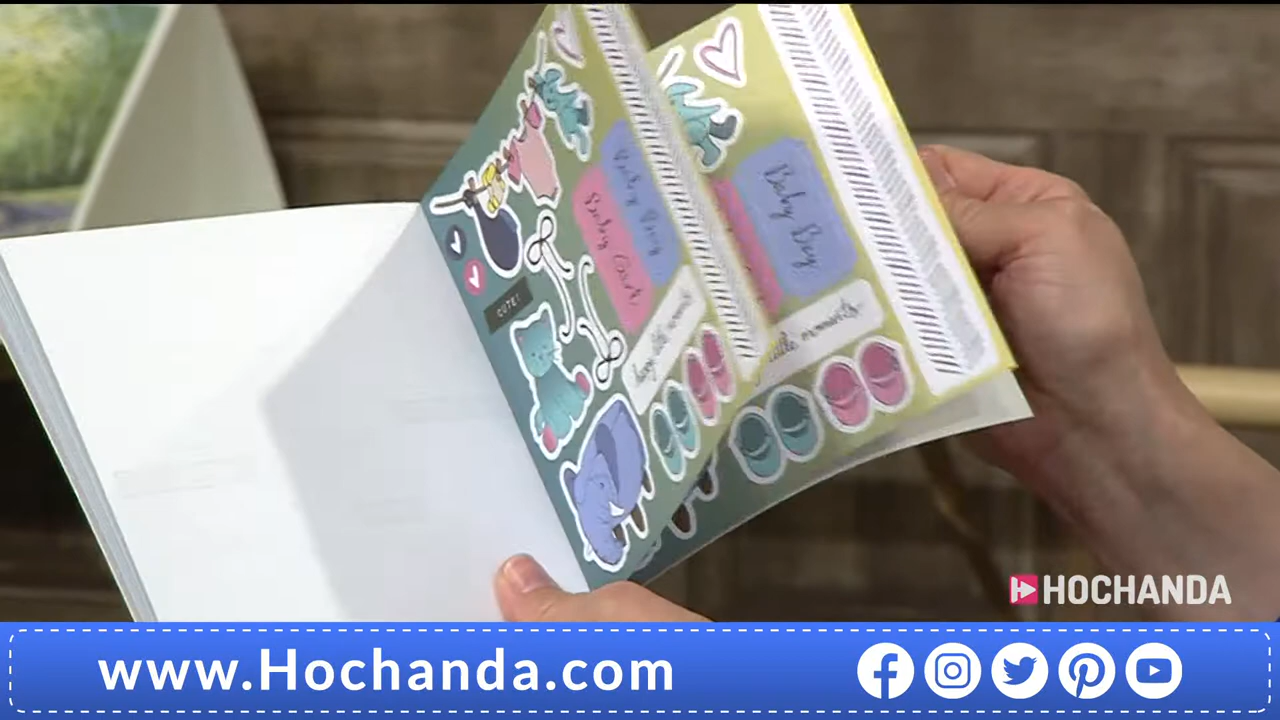 Baby Boy
Baby Girl
Baby Boy
CUTE!
little moments
HOCHANDA
www.Hochanda.com